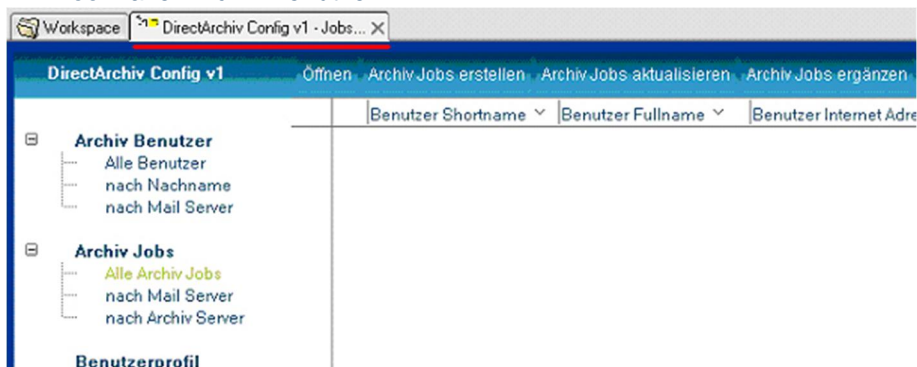 Workspace DirectArchiv Config v1 - Jobs...
DirectArchiv Config v1 Öffnen Archiv Jobs erstellen Archiv Jobs aktualisieren Archiv Jobs ergänzen
Benutzer Shortname Benutzer Fullname Benutzer Internet Adre
Archiv Benutzer
Alle Benutzer
nach Nachname
nach Mail Server
Archiv Jobs
Alle Archiv Jobs
nach Mail Server
nach Archiv Server
Benutzerprofil